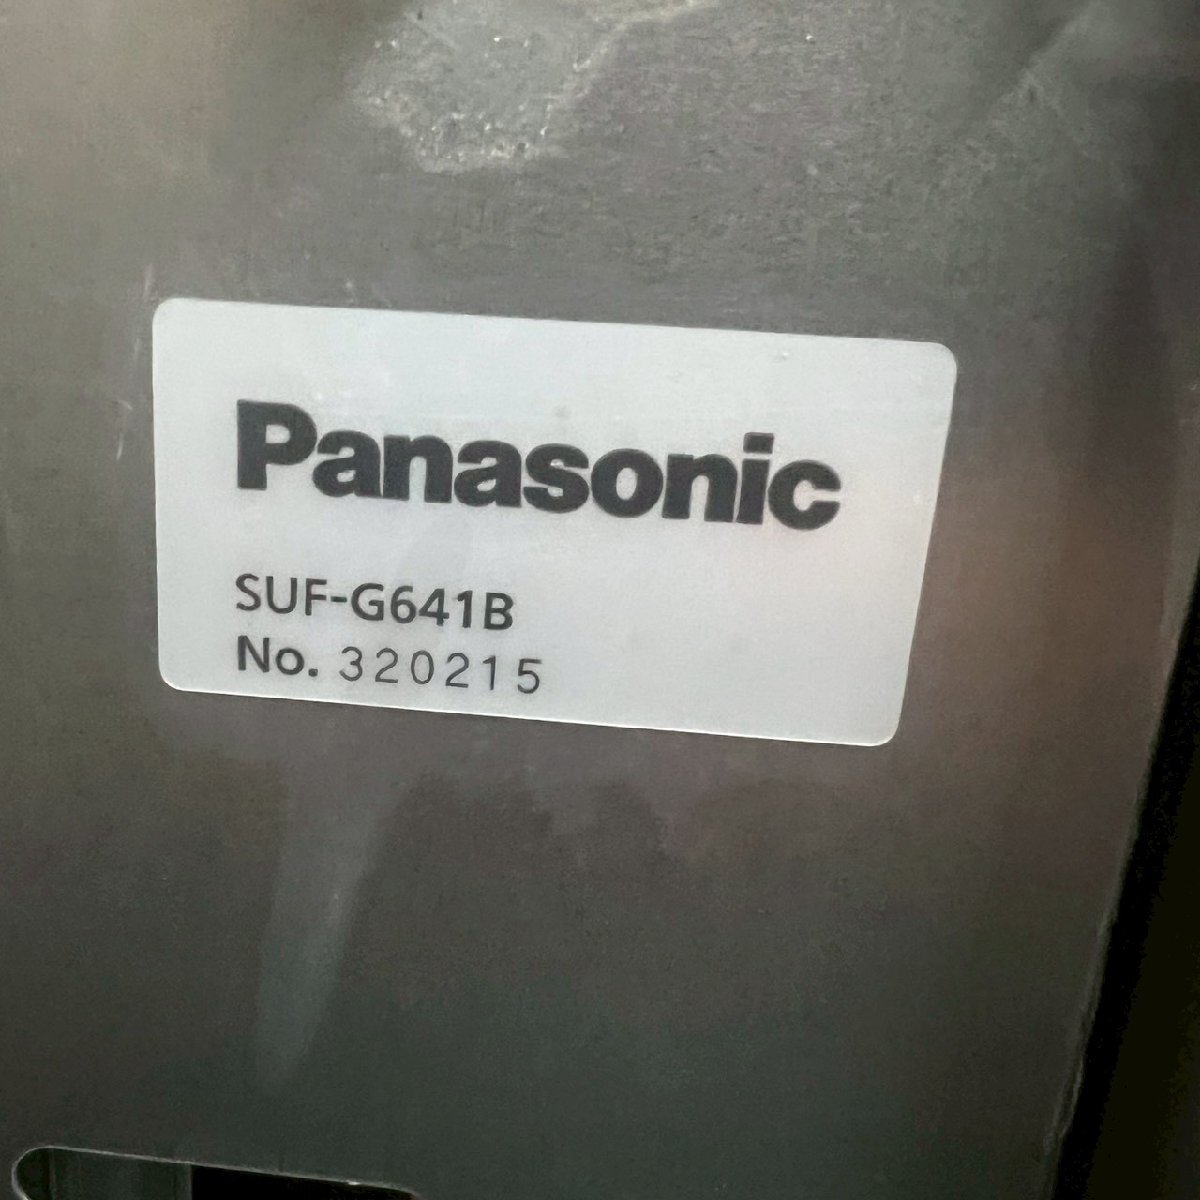 Panasonic
SUF-G641B
No. 320215